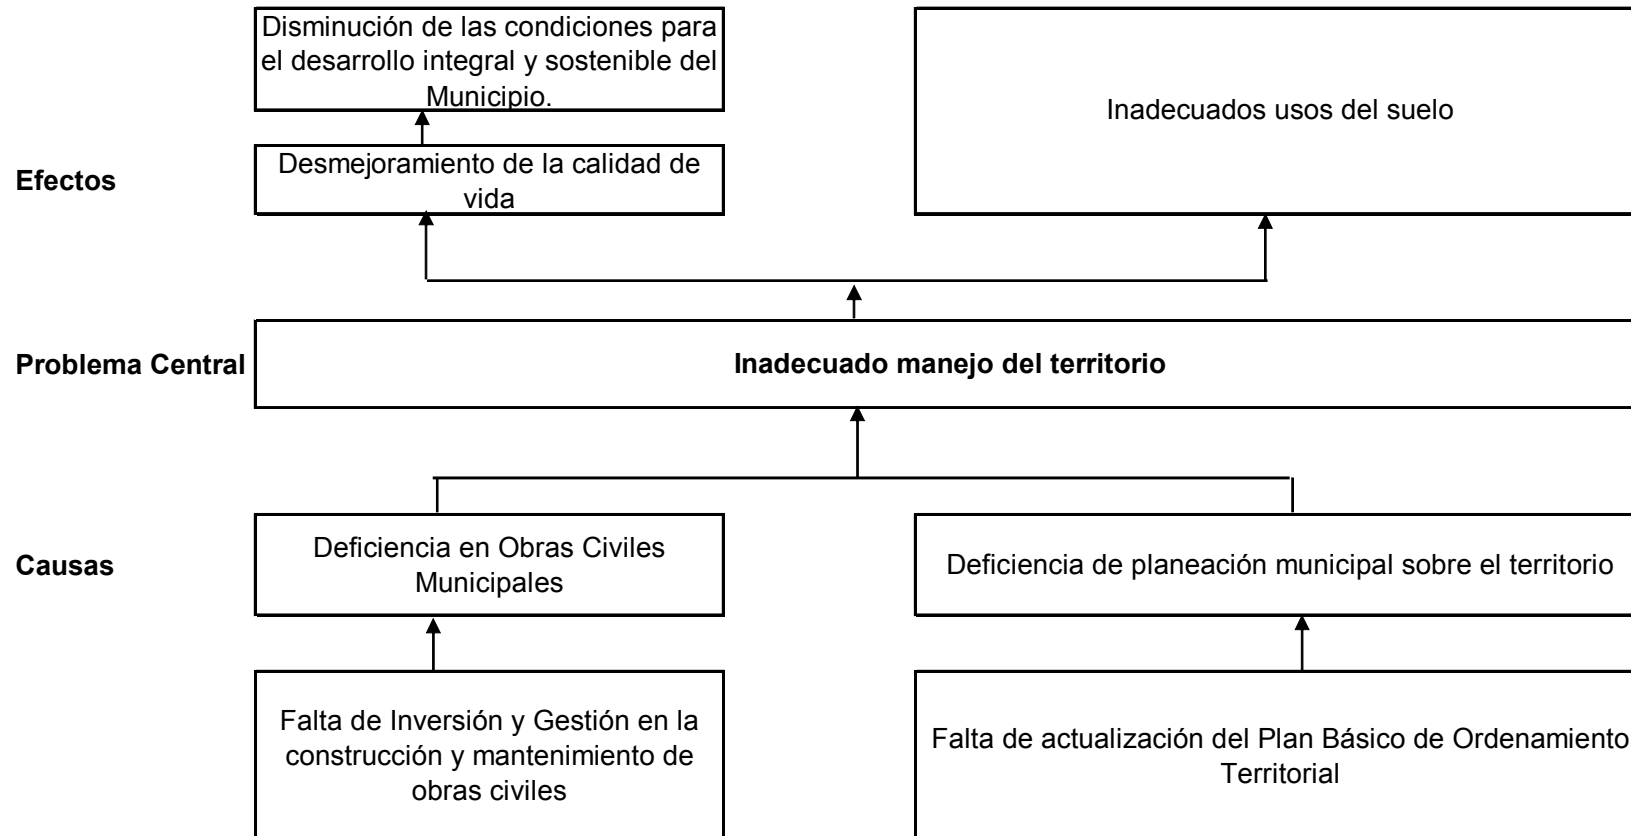 Disminución de las condiciones para
el desarrollo integral y sostenible del
Municipio.
Inadecuados usos del suelo
Efectos
Desmejoramiento de la calidad de
vida
Problema Central
Inadecuado manejo del territorio
Causas
Deficiencia en Obras Civiles
Municipales
Deficiencia de planeación municipal sobre el territorio
Falta de Inversión y Gestión en la
construcción y mantenimiento de
obras civiles
Falta de actualización del Plan Básico de Ordenamiento
Territorial